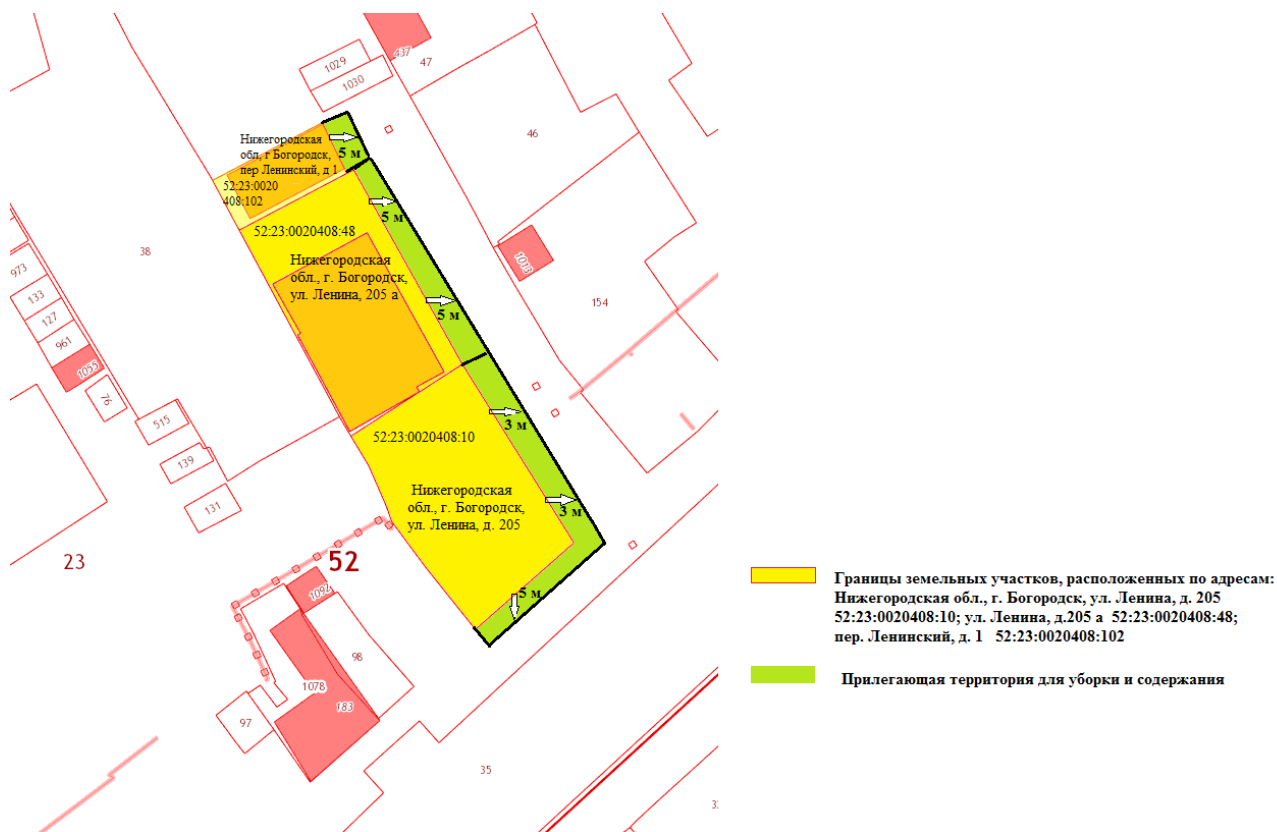 437
47
1029
1030
46
Нижегородская
обл, г Богородск,
пер Ленинский, д 1
52:23:0020
408:102
5 м
5 м
52:23:0020408:48
38
Нижегородская
обл., г. Богородск,
ул. Ленина, 205 а
1013
973
133
127
961
1055
76
154
5 м
515
139
131
3 м
52:23:0020408:10
Нижегородская
обл., г. Богородск,
ул. Ленина, д. 205
3 м
23
52
1092
5 м
98
1078
183
97
35
Границы земельных участков, расположенных по адресам:
Нижегородская обл., г. Богородск, ул. Ленина, д. 205
52:23:0020408:10; ул. Ленина, д.205 а 52:23:0020408:48;
пер. Ленинский, д. 1 52:23:0020408:102
Прилегающая территория для уборки и содержания